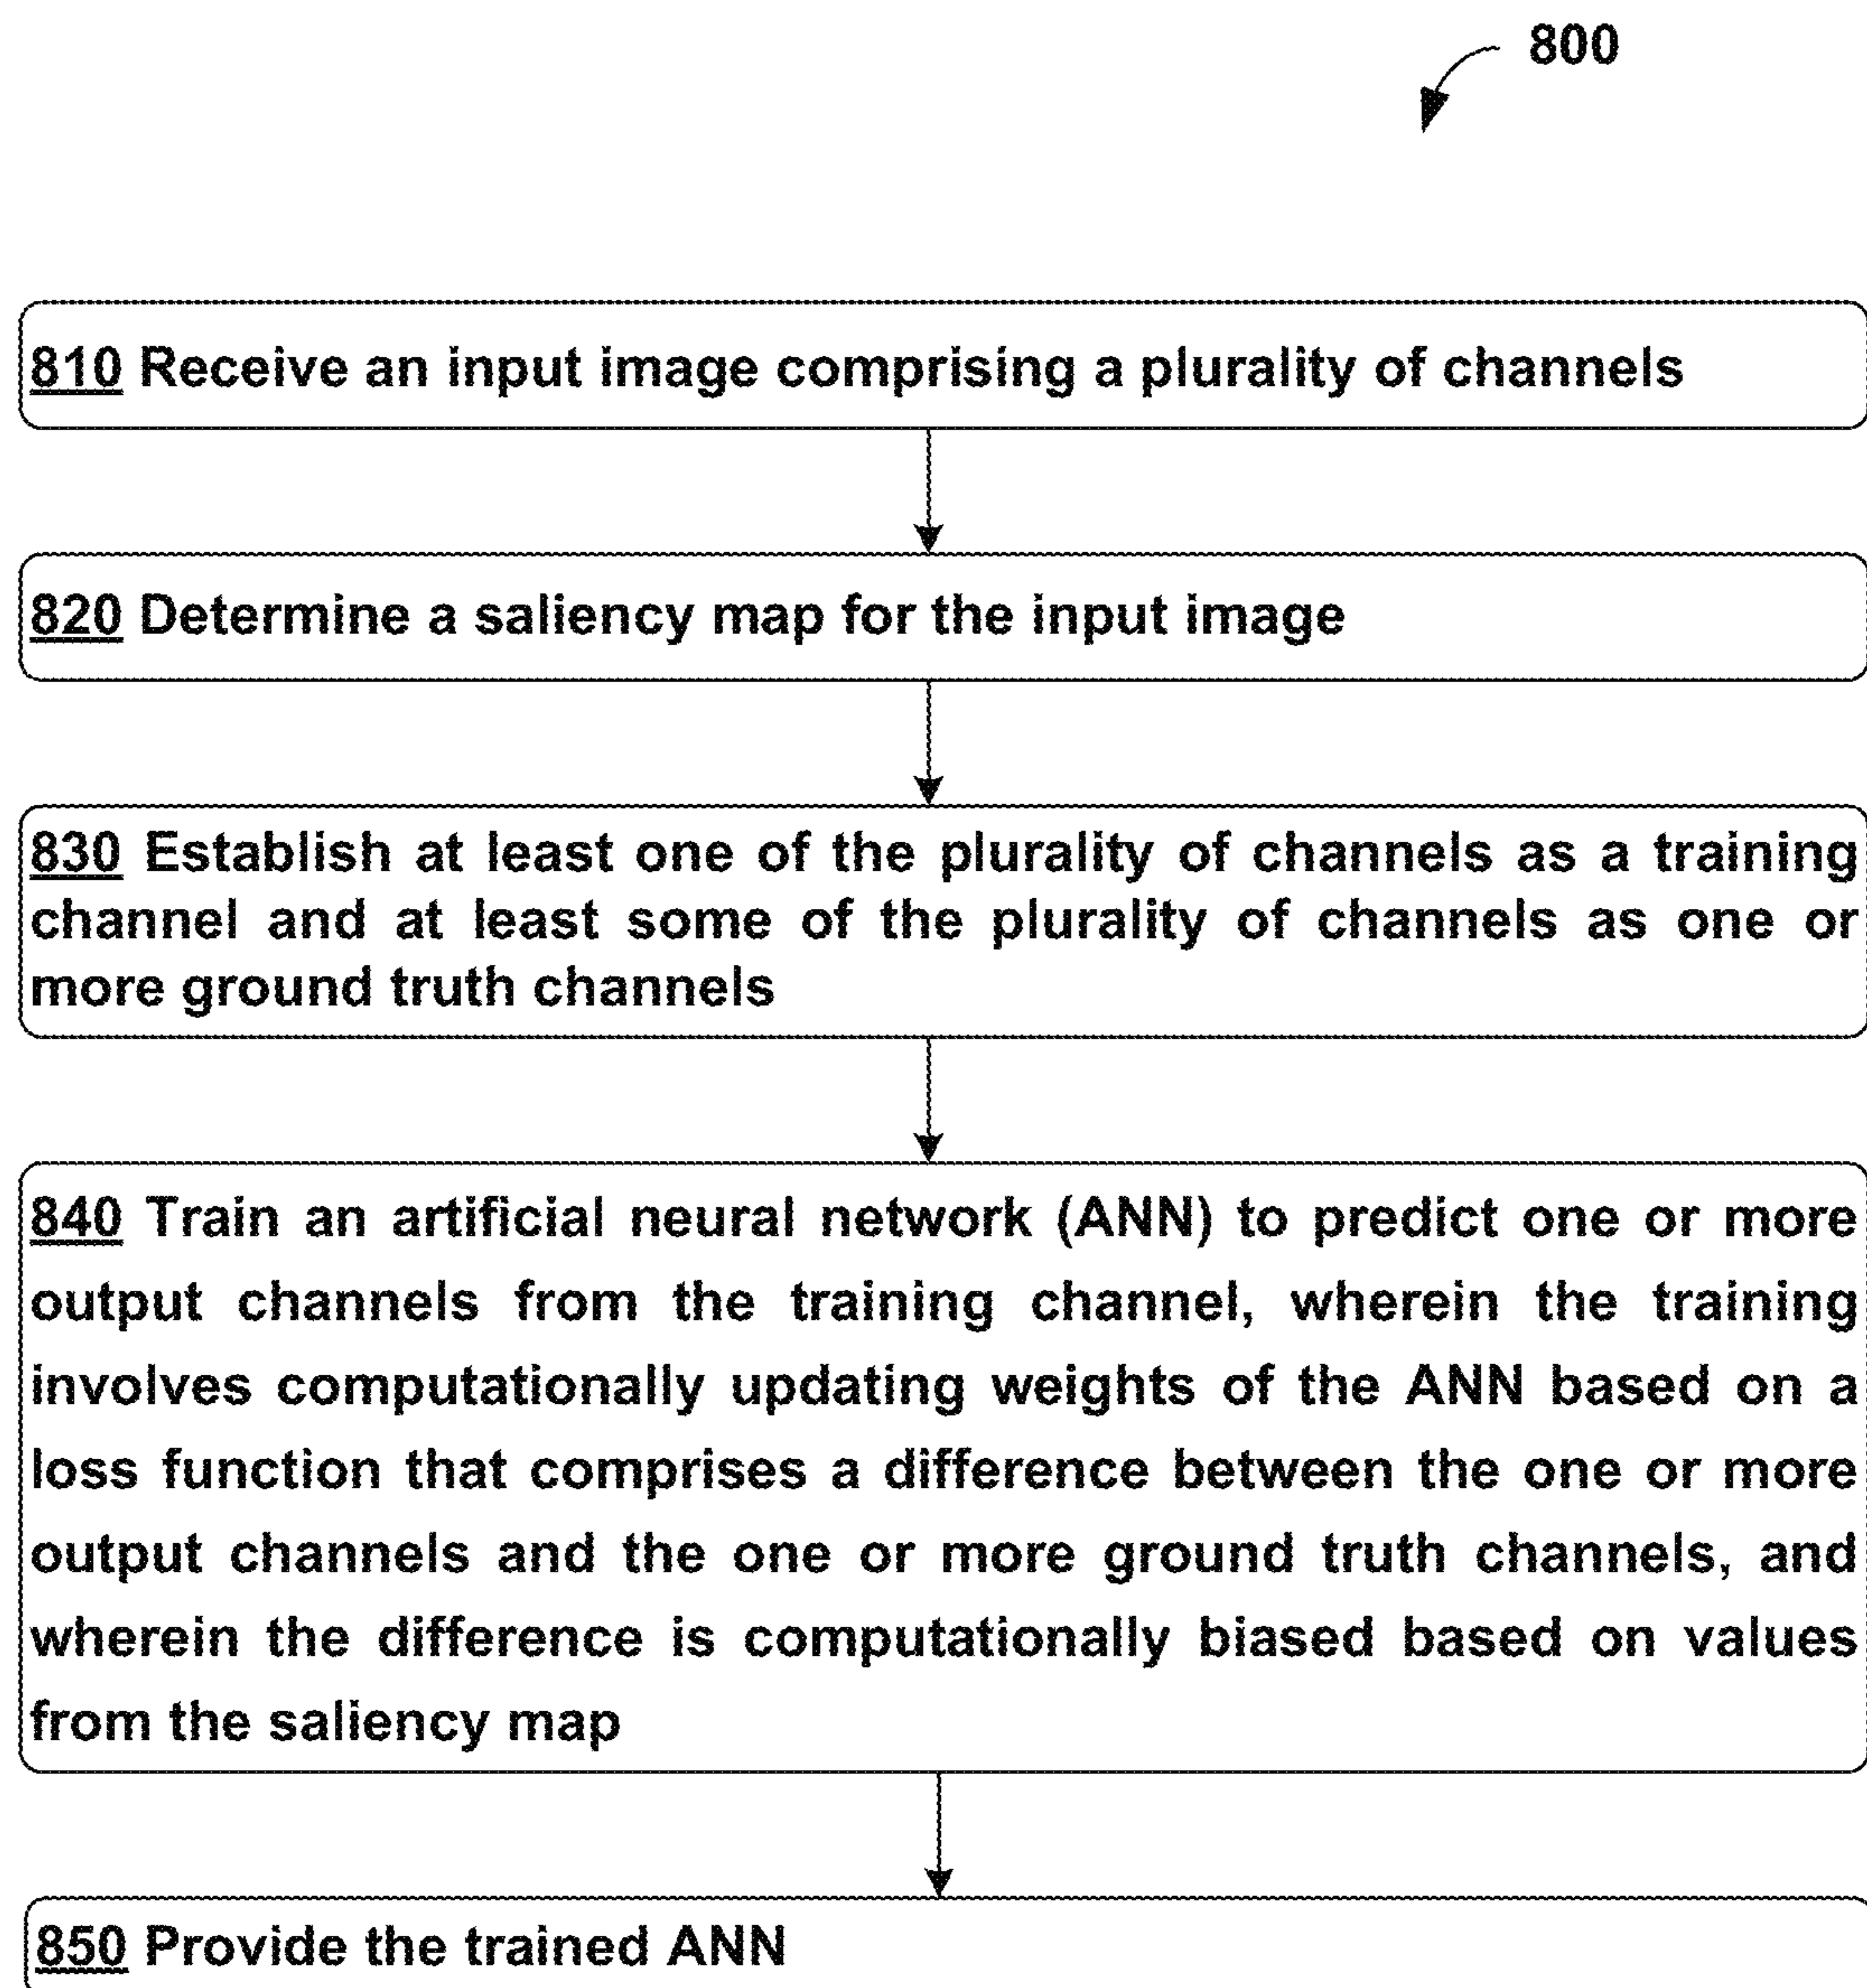 800
810 Receive an input image comprising a plurality of channels
820 Determine a saliency map for the input image
830 Establish at least one of the plurality of channels as a training
channel and at least some of the plurality of channels as one or
more ground truth channels
840 Train an artificial neural network (ANN) to predict one or more
output channels from the training channel, wherein the training
involves computationally updating weights of the ANN based on a
loss function that comprises a difference between the one or more
output channels and the one or more ground truth channels, and
wherein the difference is computationally biased based on values
from the saliency map
850 Provide the trained ANN